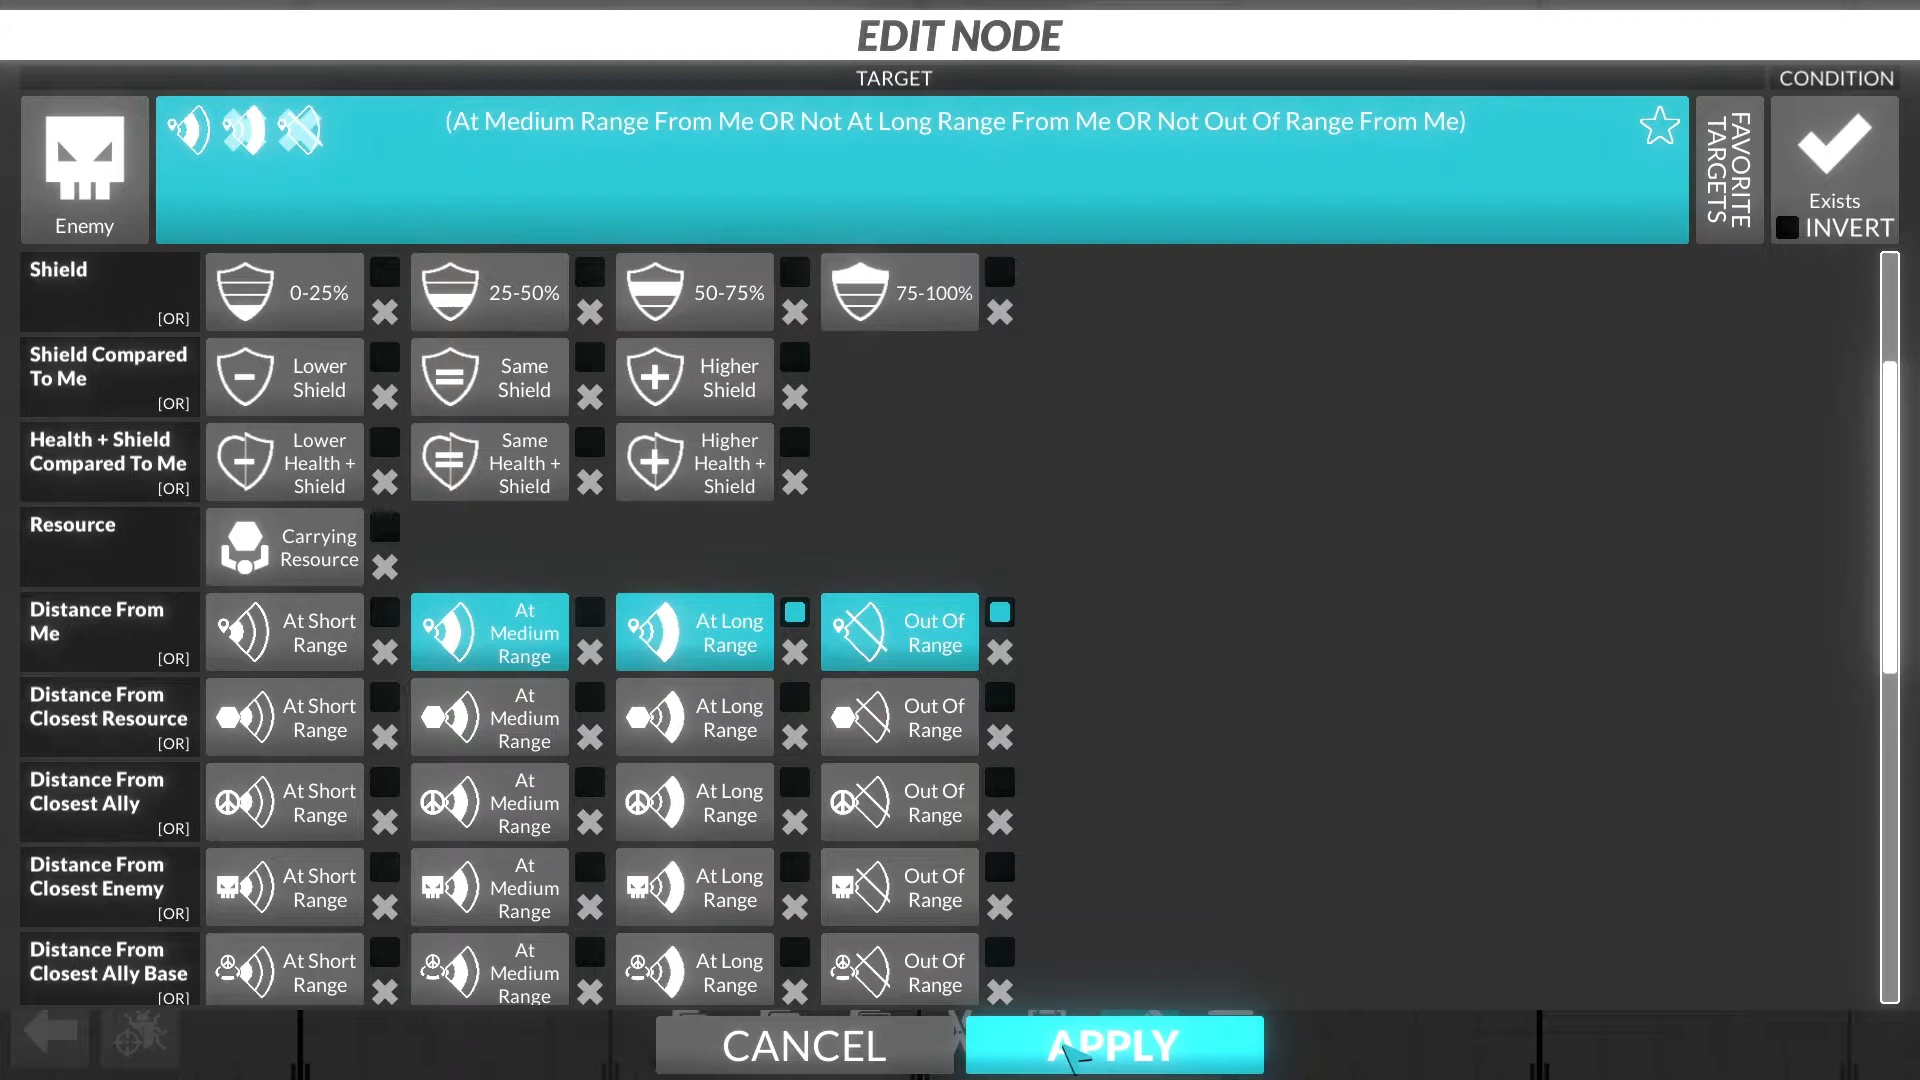 EDIT NODE
TARGET
CONDITION
Enemy
(At Medium Range From Me OR Not At Long Range From Me OR Not Out Of Range From Me)
FAVORITE
TARGETS
Exists
INVERT
Shield
[OR]
0-25%
25-50%
50-75%
75-100%
Shield Compared
To Me
[OR]
Lower
Shield
Same
Shield
Higher
Shield
Health + Shield
Compared To Me
[OR]
Lower
Health +
Shield
Same
Health +
Shield
Higher
Health +
Shield
Resource
Carrying
Resource
Distance From
Me
[OR]
At Short
Range
At
Medium
Range
At Long
Range
Out Of
Range
Distance From
Closest Resource
[OR]
At Short
Range
At
Medium
Range
At Long
Range
Out Of
Range
Distance From
Closest Ally
[OR]
At Short
Range
At
Medium
Range
At Long
Range
Out Of
Range
Distance From
Closest Enemy
[OR]
At Short
Range
At
Medium
Range
At Long
Range
Out Of
Range
Distance From
Closest Ally Base
[OR]
At Short
Range
At
Medium
Range
At Long
Range
Out Of
Range
CANCEL
APPLY